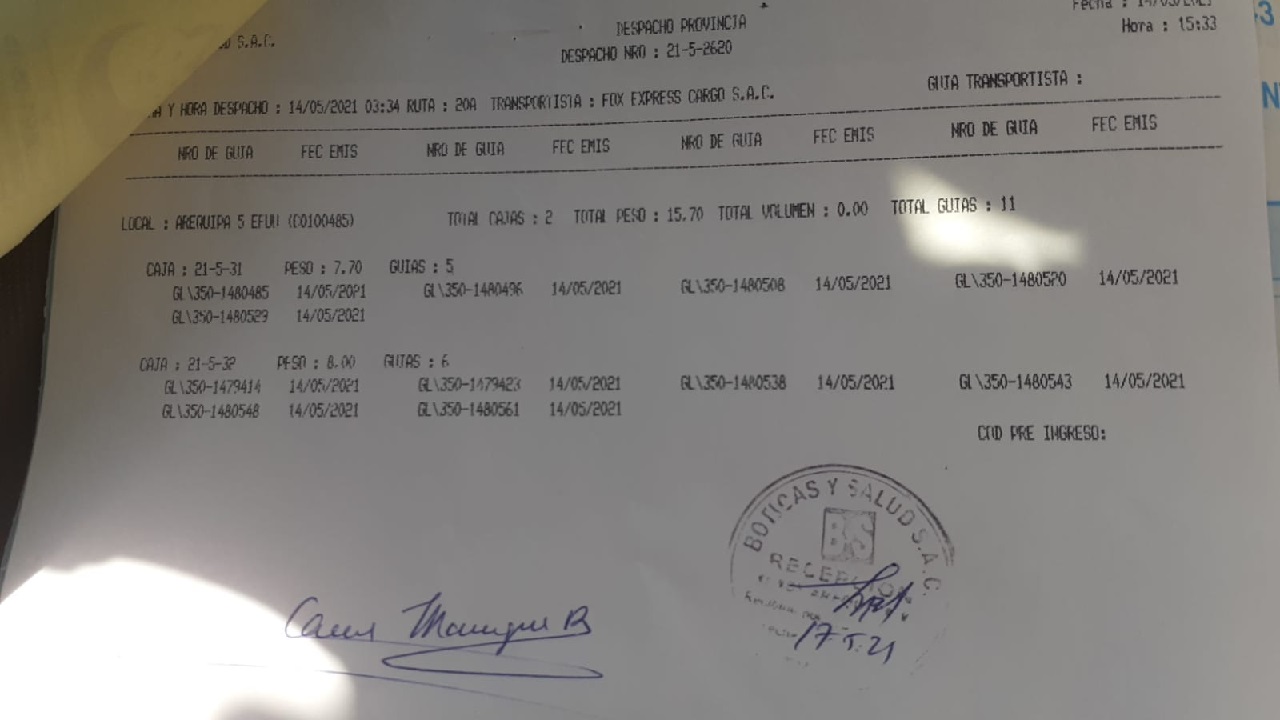 S.A.C.
DESPACHO PROVINCIA
Fecha : 14/05/2021
DESPACHO NRO : 21-5-2620
Hora : 15:33
Y HORA DESPACHO : 14/05/2021 03:34 RUTA : 20A TRANSPORTISTA : FOX EXPRESS CARGO S.A.C.
GUIA TRANSPORTISTA :
NRO DE GUIA FEC EMIS NRO DE GUIA FEC EMIS NRO DE GUIA FEC EMIS NRO DE GUIA FEC EMIS
LOCAL : AREQUIPA 5 (C0100485) TOTAL CAJAS : 2 TOTAL PESO : 15.70 TOTAL VOLUMEN : 0.00 TOTAL GUIAS : 11
CAJA : 21-5-31 PESO : 7.70 GUIAS : 5
GL\350-1480485 14/05/2021 GL\350-1480496 14/05/2021 GL\350-1480508 14/05/2021 GL\350-1480520 14/05/2021
GL\350-1480529 14/05/2021
CAJA : 21-5-32 PESO : 8.00 GUIAS : 6
GL\350-1479414 14/05/2021 GL\350-1479423 14/05/2021 GL\350-1480538 14/05/2021 GL\350-1480543 14/05/2021
GL\350-1480548 14/05/2021 GL\350-1480561 14/05/2021
COD PRE INGRESO:
BOTICAS Y SALUD S.A.C.
BS
RECEPCION
17.5.21